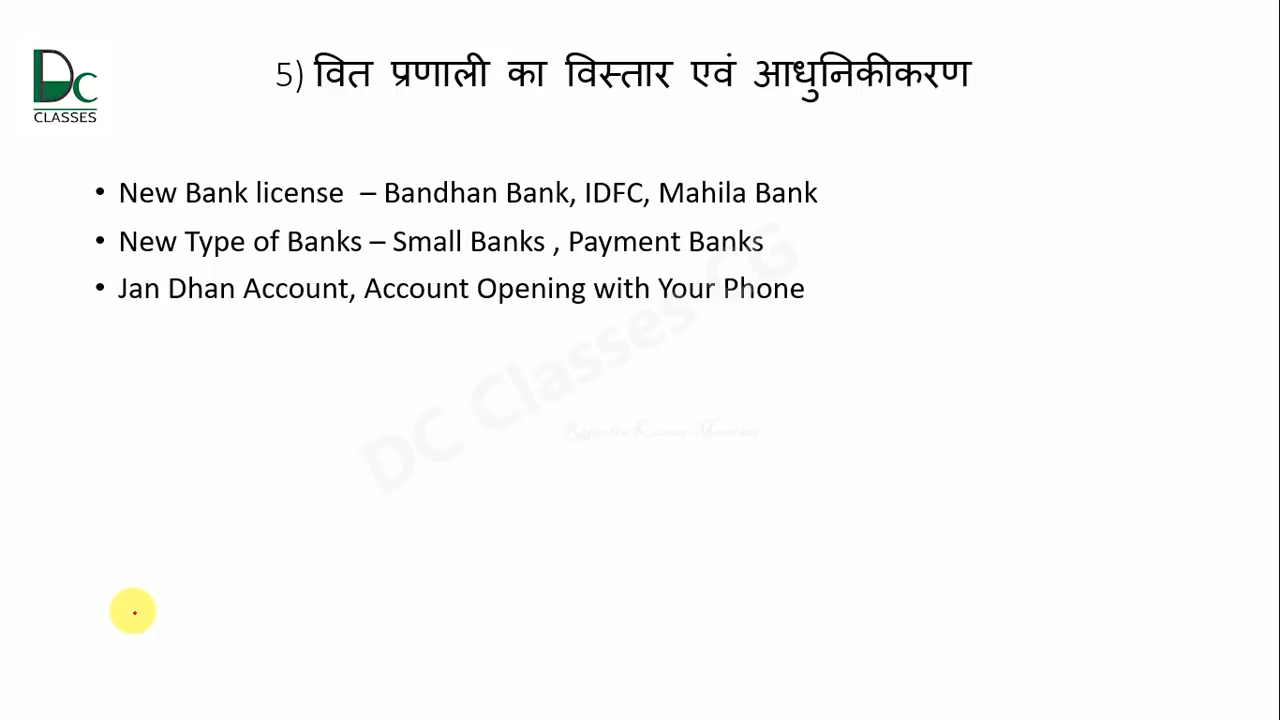 DC
CLASSES
5) वित प्रणाली का विस्तार एवं आधुनिकीकरण
• New Bank license – Bandhan Bank, IDFC, Mahila Bank
• New Type of Banks – Small Banks , Payment Banks
• Jan Dhan Account, Account Opening with Your Phone
DC Classes CG